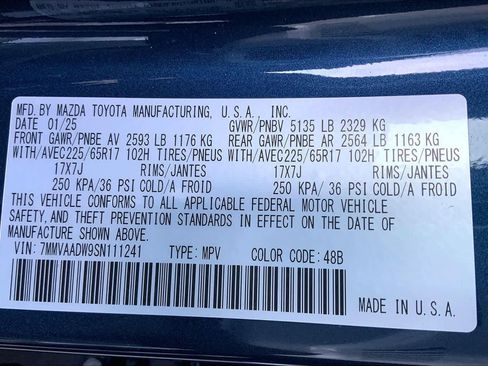 MFD.BY MAZDA TOYOTA MANUFACTURING, U.S.A., INC.
DATE 01/25 GVWR/PNBV 5135 LB 2329 KG
FRONT GAWR/PNBE AV 2593 LB 1176 KG REAR GAWR/PNBE AR 2564 LB 1163 KG
WITH/AVEC225/65R17 102H TIRES/PNEUS WITH/AVEC225/65R17 102H TIRES/PNEUS
17X7J RIMS/JANTES 17X7J RIMS/JANTES
250 KPA/36 PSI COLD/A FROID 250 KPA/36 PSI COLD/A FROID
THIS VEHICLE CONFORMS TO ALL APPLICABLE FEDERAL MOTOR VEHICLE
SAFETY, AND THEFT PREVENTION STANDARDS IN EFFECT ON THE DATE OF
MANUFACTURE SHOWN ABOVE.
VIN: 7MMVAADW9SN111241 TYPE: MPV COLOR CODE: 48B
MADE IN U.S.A.